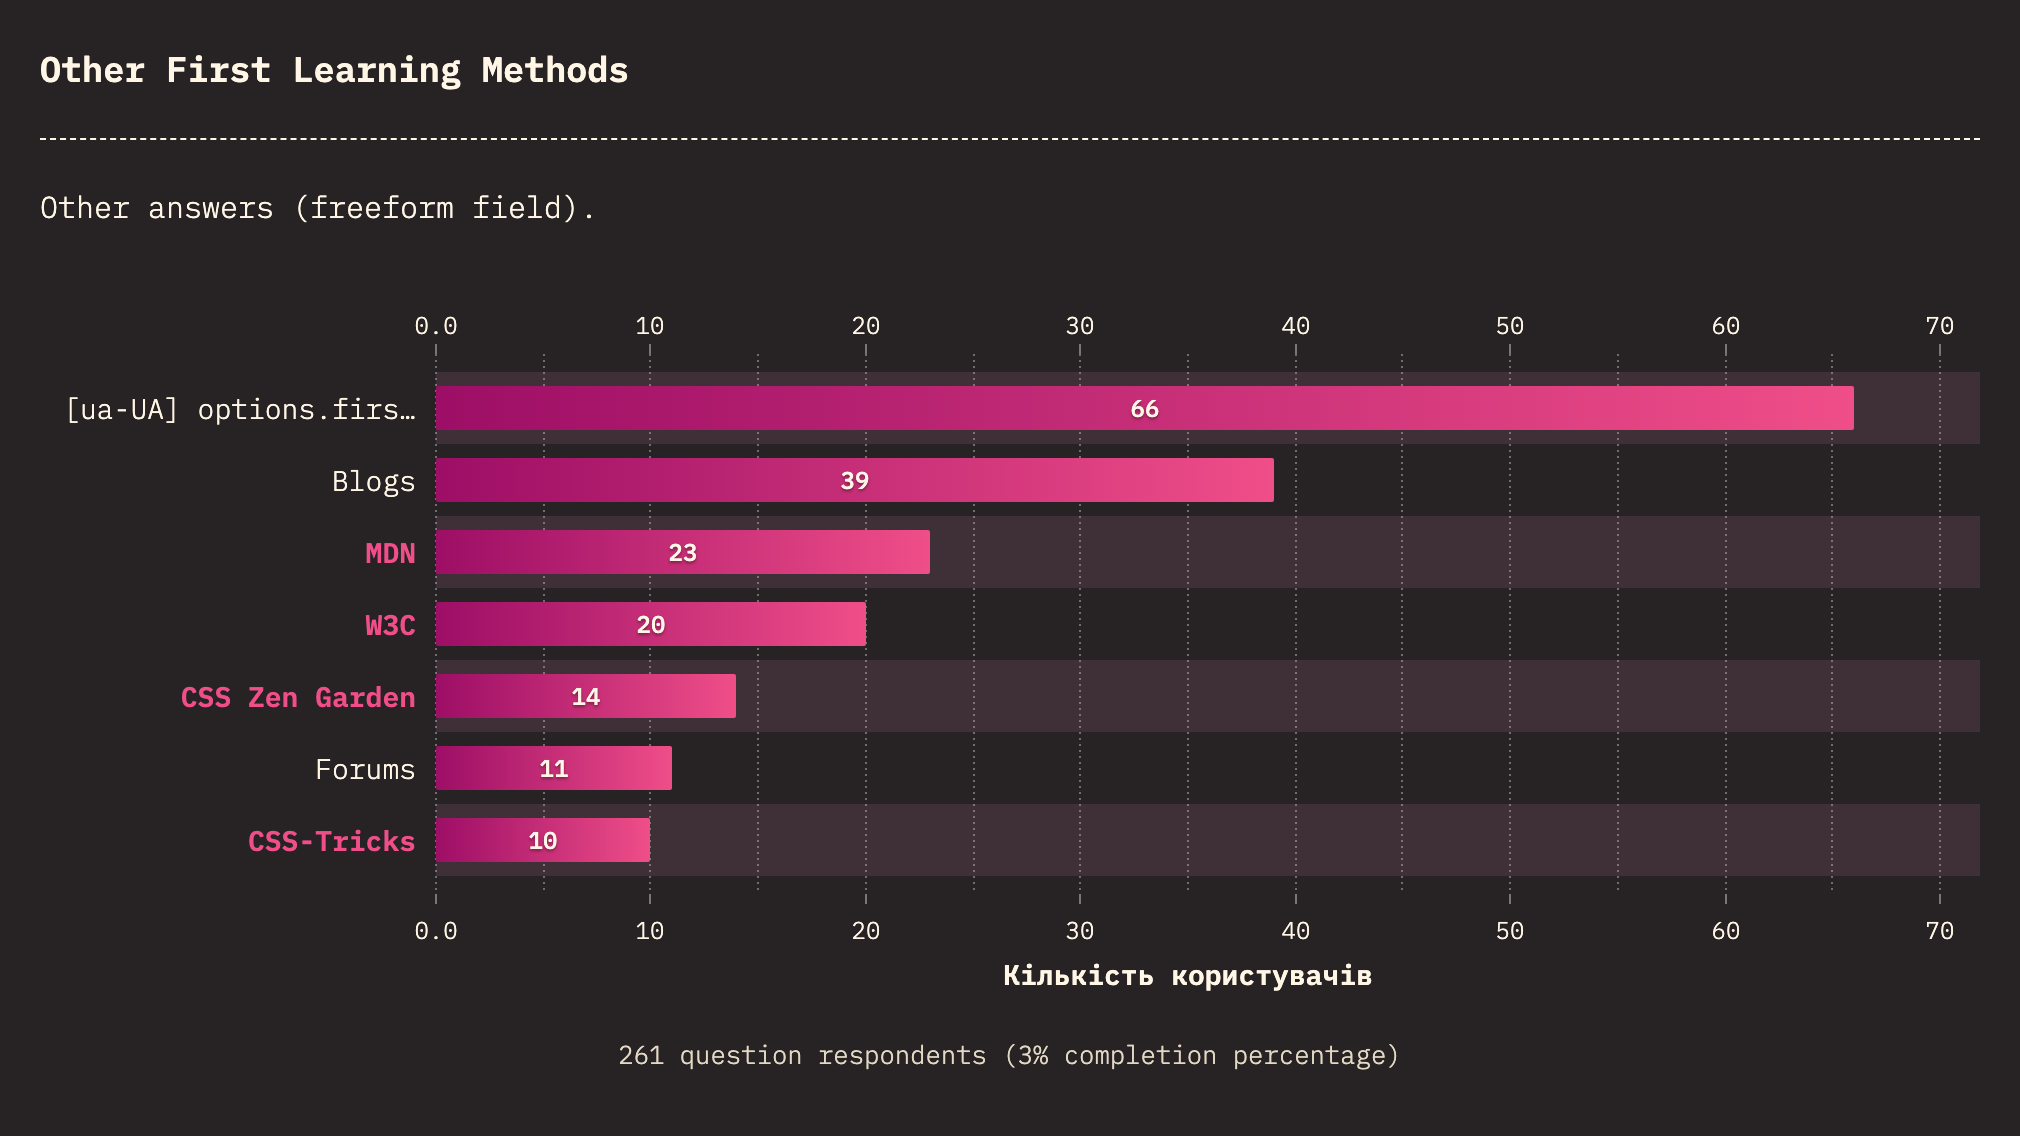 Other First Learning Methods
Other answers (freeform field).
0.0 10 20 30 40 50 60 70
[ua-UA] options.firs… 66
Blogs 39
MDN 23
W3C 20
CSS Zen Garden 14
Forums 11
CSS-Tricks 10
0.0 10 20 30 40 50 60 70
Кількість користувачів
261 question respondents (3% completion percentage)